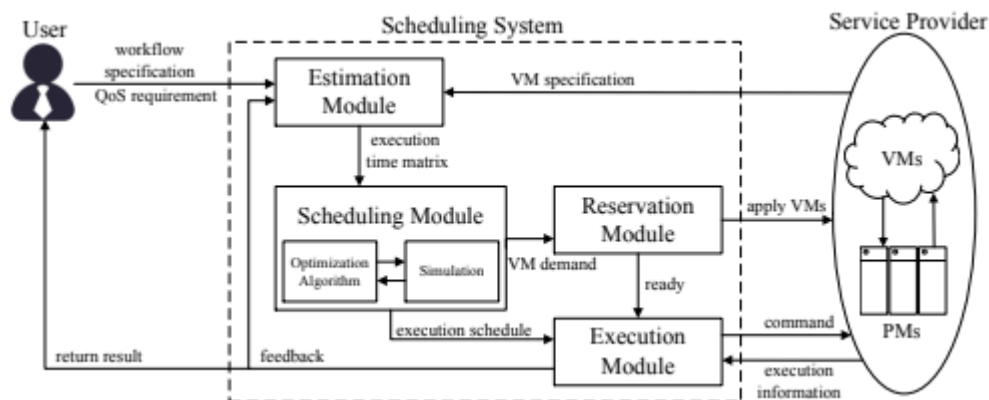 User
Scheduling System
Service Provider
workflow
specification
QoS requirement
Estimation
Module
VM specification
execution
time matrix
VMs
Scheduling Module
Optimization
Algorithm
Simulation
Reservation
Module
apply VMs
VM demand
ready
PMs
execution schedule
Execution
Module
command
return result
feedback
execution
information